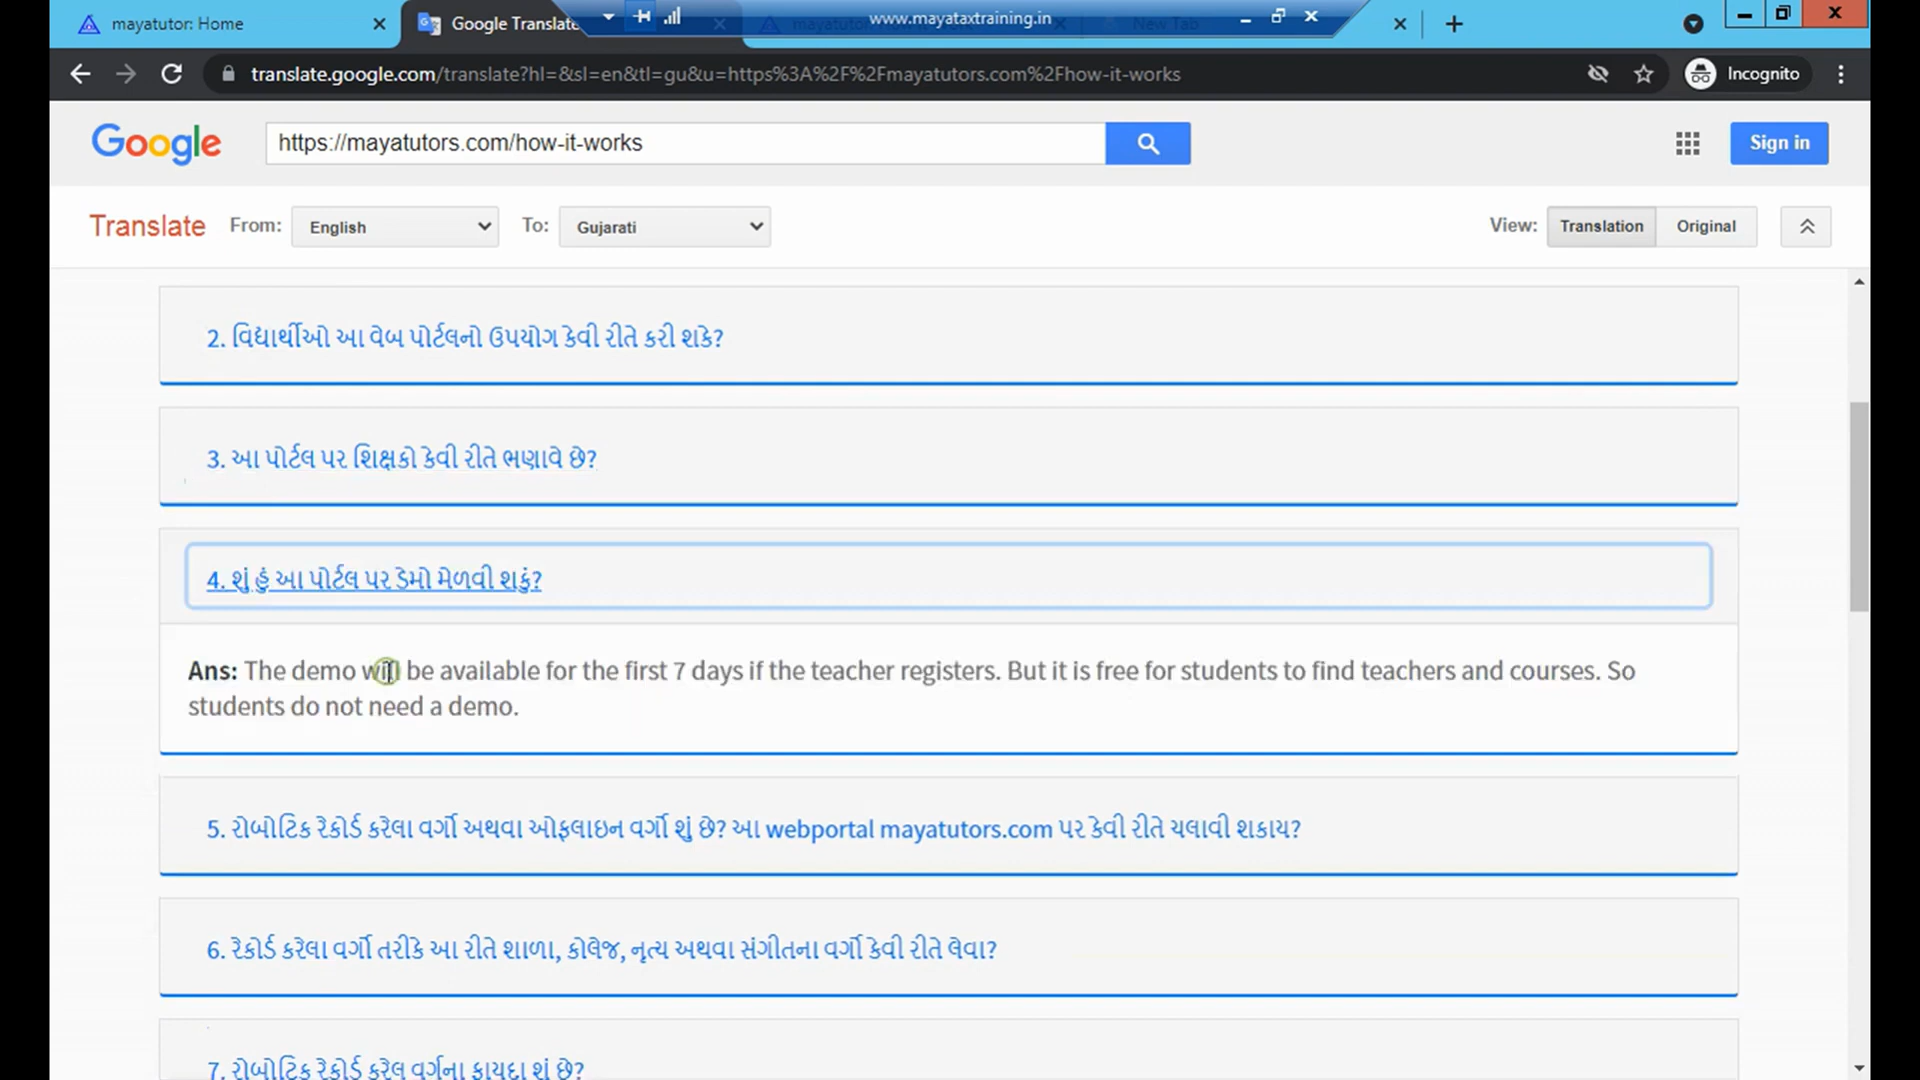 mayatutor: Home
Google Translate
www.mayataxtraining.in
New Tab
translate.google.com/translate?hl=&sl=en&tl=gu&u=https%3A%2F%2Fmayatutors.com%2Fhow-it-works
Incognito
Google
https://mayatutors.com/how-it-works
Sign in
Translate From: English To: Gujarati View: Translation Original
2. વિદ્યાર્થીઓ આ વેબ પોર્ટલનો ઉપયોગ કેવી રીતે કરી શકે?
3. આ પોર્ટલ પર શિક્ષકો કેવી રીતે ભણાવે છે?
4. શું હું આ પોર્ટલ પર ડેમો મેળવી શકું?
Ans: The demo will be available for the first 7 days if the teacher registers. But it is free for students to find teachers and courses. So
students do not need a demo.
5. રોબોટિક રેકોર્ડ કરેલા વર્ગો અથવા ઓફલાઇન વર્ગો શું છે? આ webportal mayatutors.com પર કેવી રીતે ચલાવી શકાય?
6. રેકોર્ડ કરેલા વર્ગો તરીકે આ રીતે શાળા, કોલેજ, નૃત્ય અથવા સંગીતના વર્ગો કેવી રીતે લેવા?
7. રોબોટિક રેકોર્ડ કરેલ વર્ગના ફાયદા શું છે?